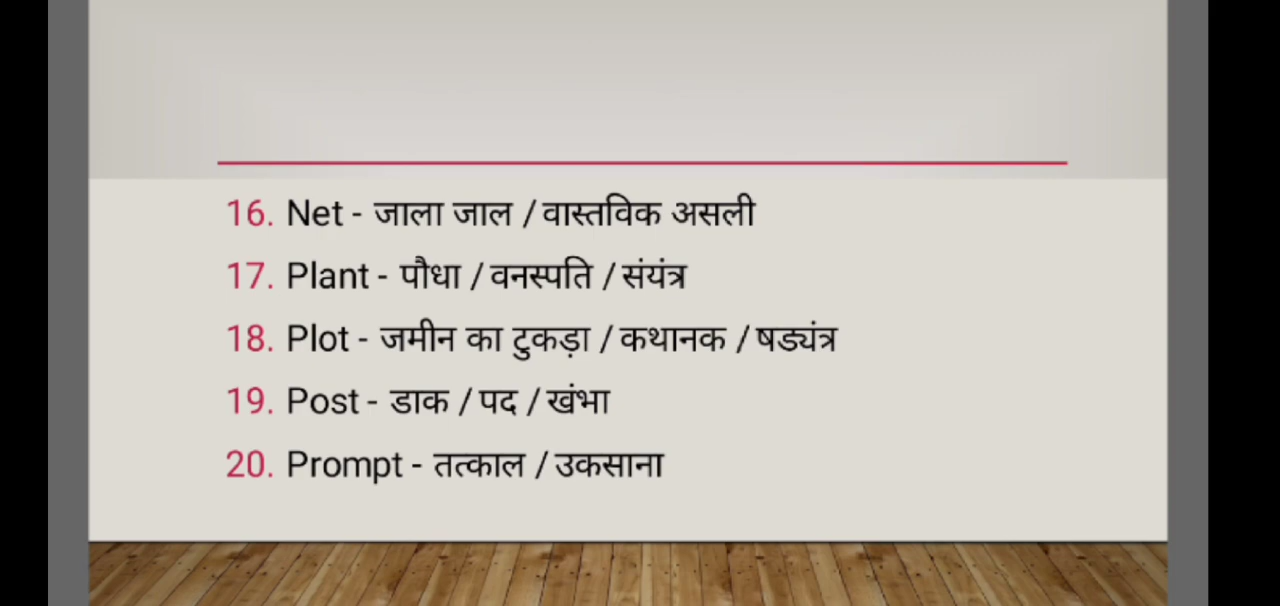 16. Net - जाला जाल / वास्तविक असली
17. Plant - पौधा / वनस्पति / संयंत्र
18. Plot - जमीन का टुकड़ा / कथानक / षड्यंत्र
19. Post - डाक / पद / खंभा
20. Prompt - तत्काल / उकसाना